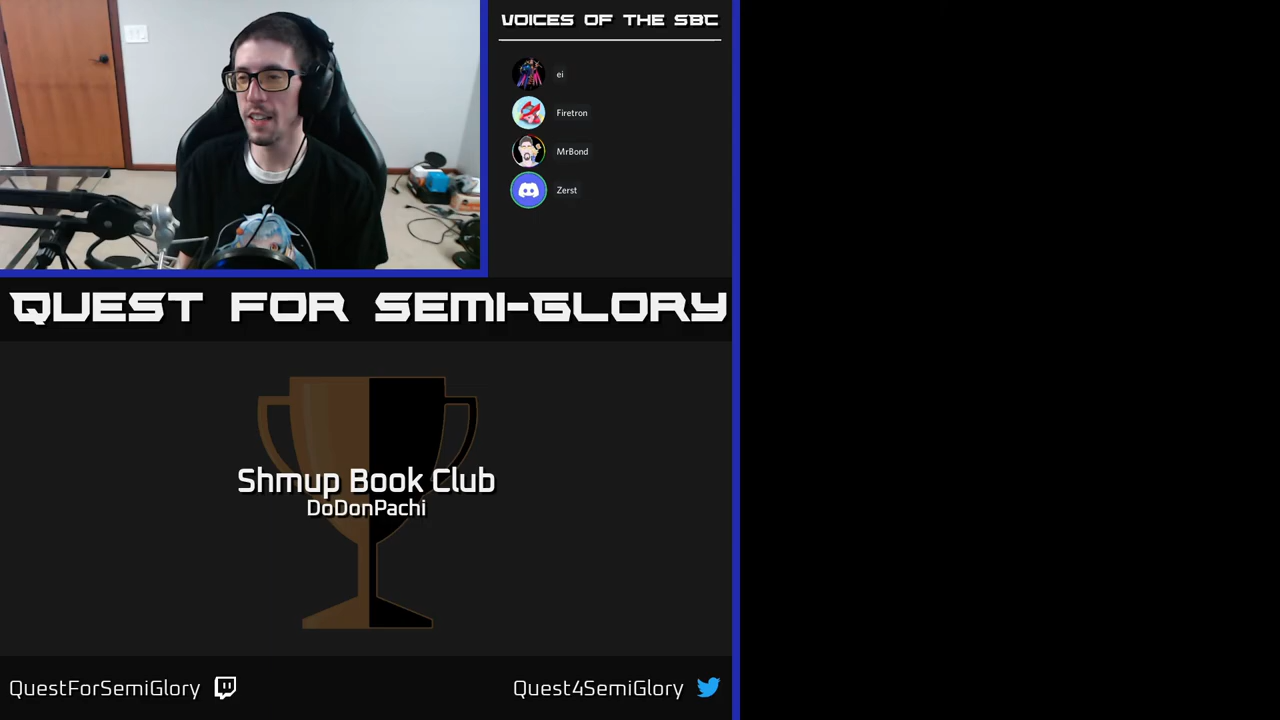 VOICES OF THE SBC
ei
Firetron
MrBond
Zerst
QUEST FOR SEMI-GLORY
Shmup Book Club
DoDonPachi
QuestForSemiGlory
Quest4SemiGlory